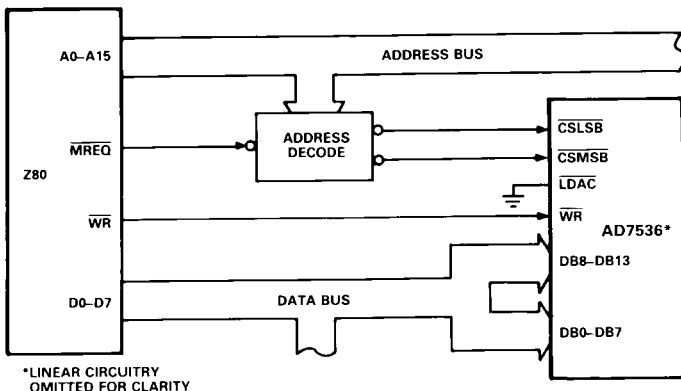 A0–A15
ADDRESS BUS
ADDRESS
DECODE
MREQ
Z80
WR
CSLSB
CSMSB
LDAC
WR
AD7536*
DB8–DB13
D0–D7
DATA BUS
DB0–DB7
*LINEAR CIRCUITRY
OMITTED FOR CLARITY